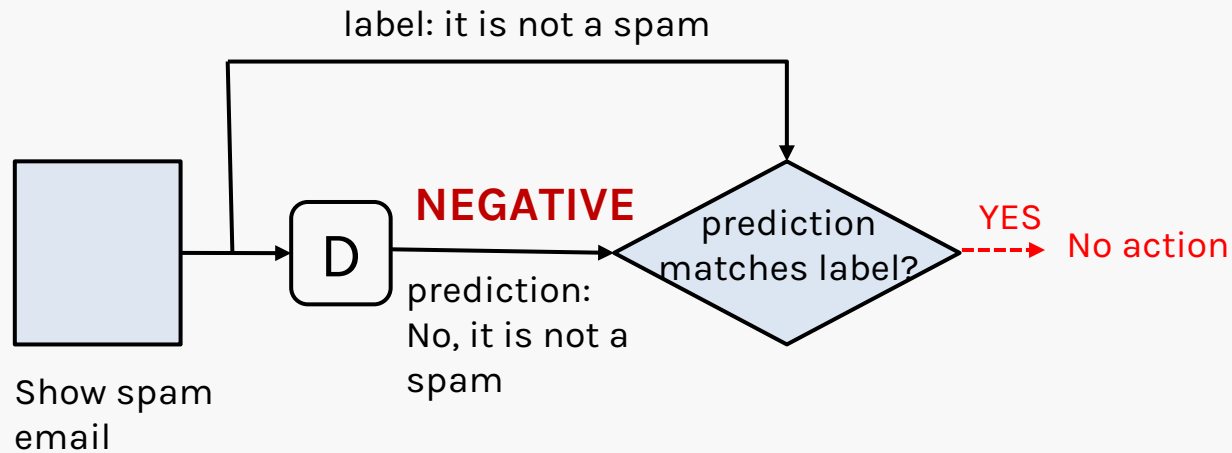 label: it is not a spam
NEGATIVE
D
prediction:
No, it is not a
spam
prediction
matches label?
YES
No action
Show spam
email